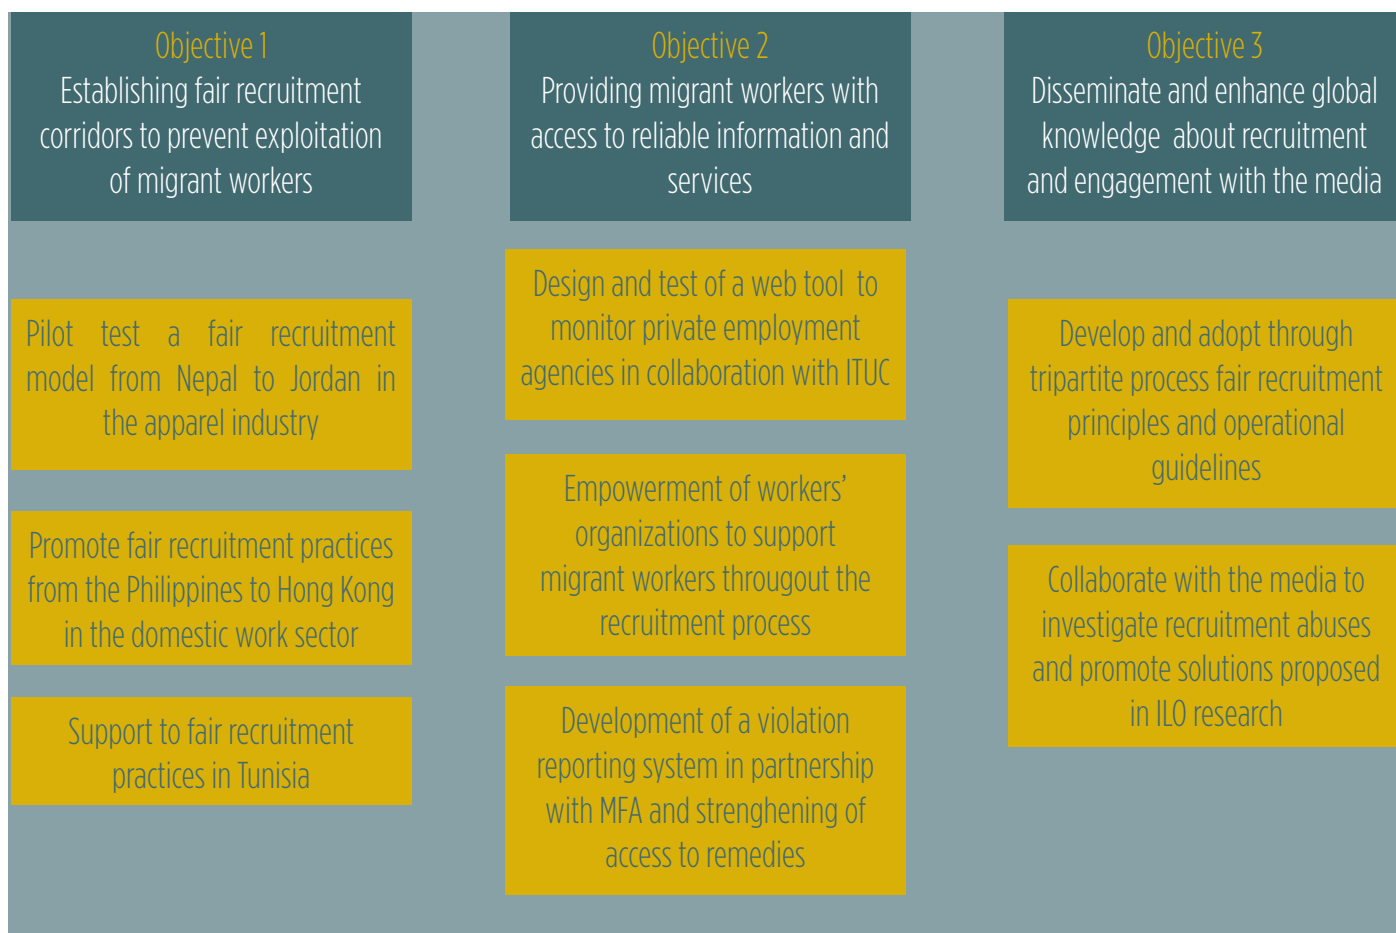 Objective 1
Establishing fair recruitment
corridors to prevent exploitation
of migrant workers
Pilot test a fair recruitment
model from Nepal to Jordan in
the apparel industry
Promote fair recruitment practices
from the Philippines to Hong Kong
in the domestic work sector
Support to fair recruitment
practices in Tunisia
Objective 2
Providing migrant workers with
access to reliable information and
services
Design and test of a web tool to
monitor private employment
agencies in collaboration with ITUC
Empowerment of workers’
organizations to support
migrant workers througout the
recruitment process
Development of a violation
reporting system in partnership
with MFA and strenghening of
access to remedies
Objective 3
Disseminate and enhance global
knowledge about recruitment
and engagement with the media
Develop and adopt through
tripartite process fair recruitment
principles and operational
guidelines
Collaborate with the media to
investigate recruitment abuses
and promote solutions proposed
in ILO research